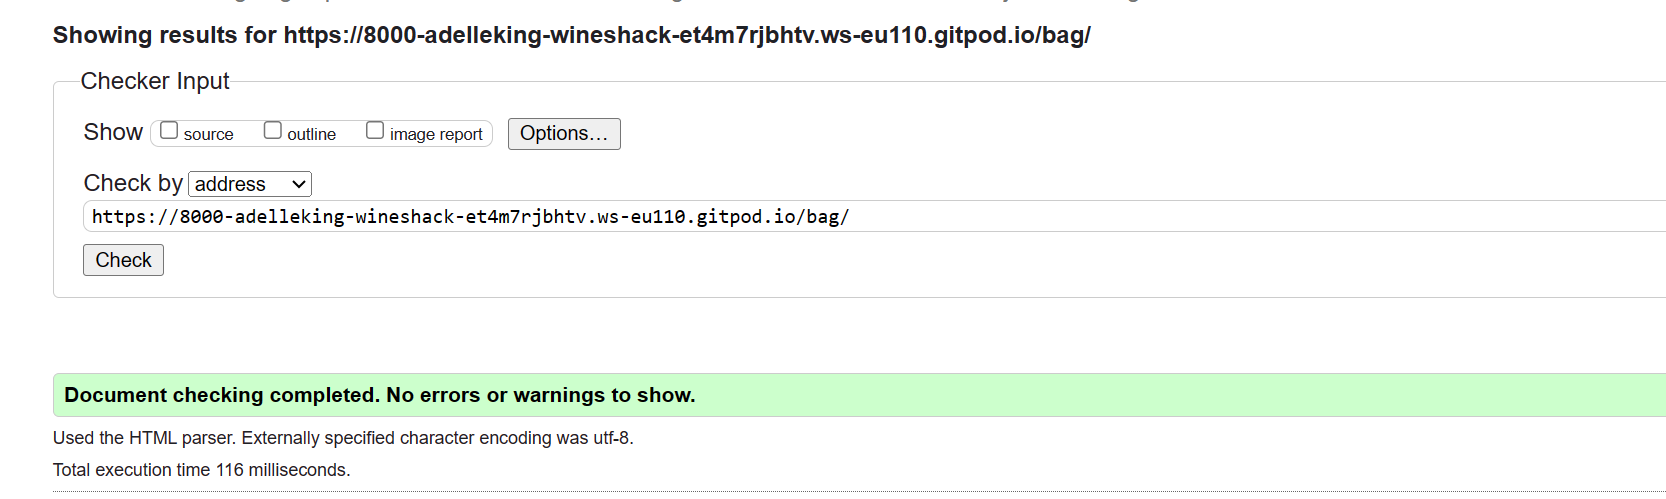 Showing results for https://8000-adelleking-wineshack-et4m7rjbhtv.ws-eu110.gitpod.io/bag/
Checker Input
Show source outline image report Options...
Check by address
https://8000-adelleking-wineshack-et4m7rjbhtv.ws-eu110.gitpod.io/bag/
Check
Document checking completed. No errors or warnings to show.
Used the HTML parser. Externally specified character encoding was utf-8.
Total execution time 116 milliseconds.